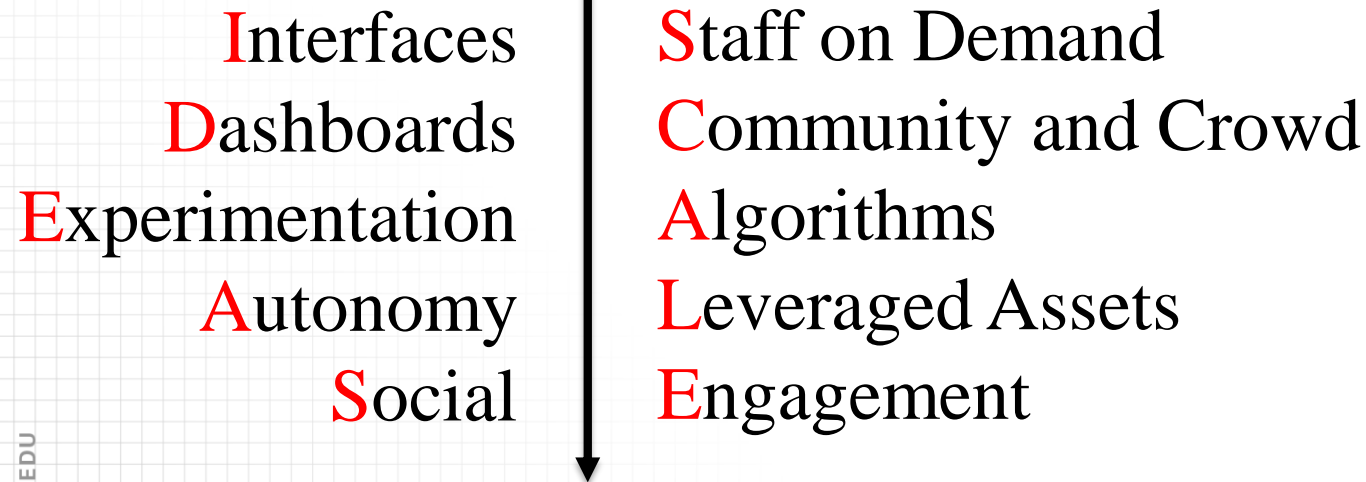 Interfaces
Dashboards
Experimentation
Autonomy
Social
Staff on Demand
Community and Crowd
Algorithms
Leveraged Assets
Engagement
EDU